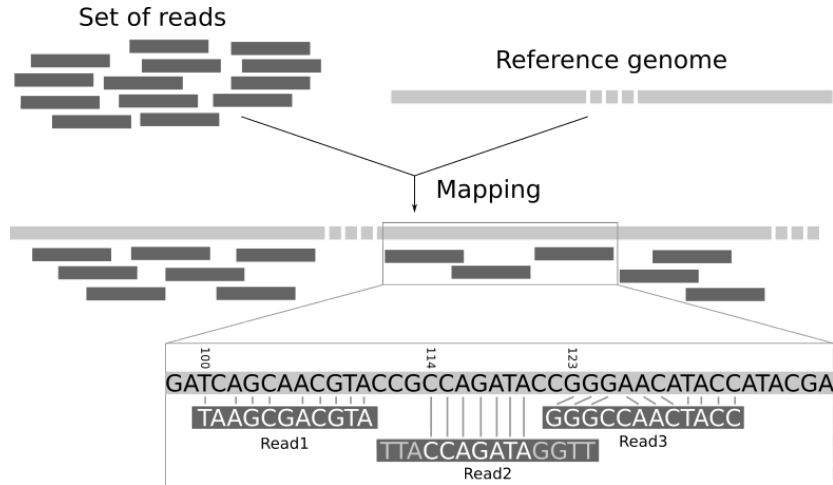 Set of reads
Reference genome
Mapping
100
114
123
GATCAGCAACGTACCGCCAGATACCGGGAACATACCATACGA
TAAGCGACGTA
GGGCCAACTACC
Read1
Read3
TTACCAGATAGGTT
Read2